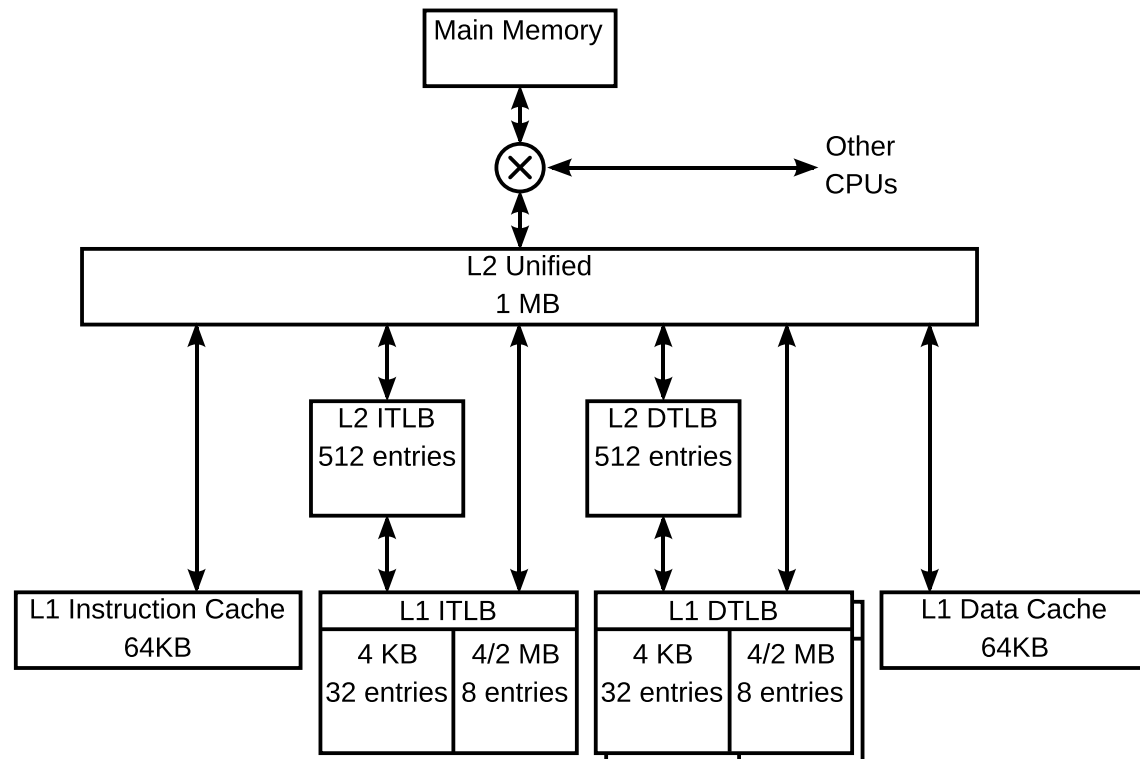 Main Memory
Other
CPUs
L2 Unified
1 MB
L2 ITLB
512 entries
L2 DTLB
512 entries
L1 Instruction Cache
64KB
L1 ITLB
4 KB
32 entries
4/2 MB
8 entries
L1 DTLB
4 KB
32 entries
4/2 MB
8 entries
L1 Data Cache
64KB